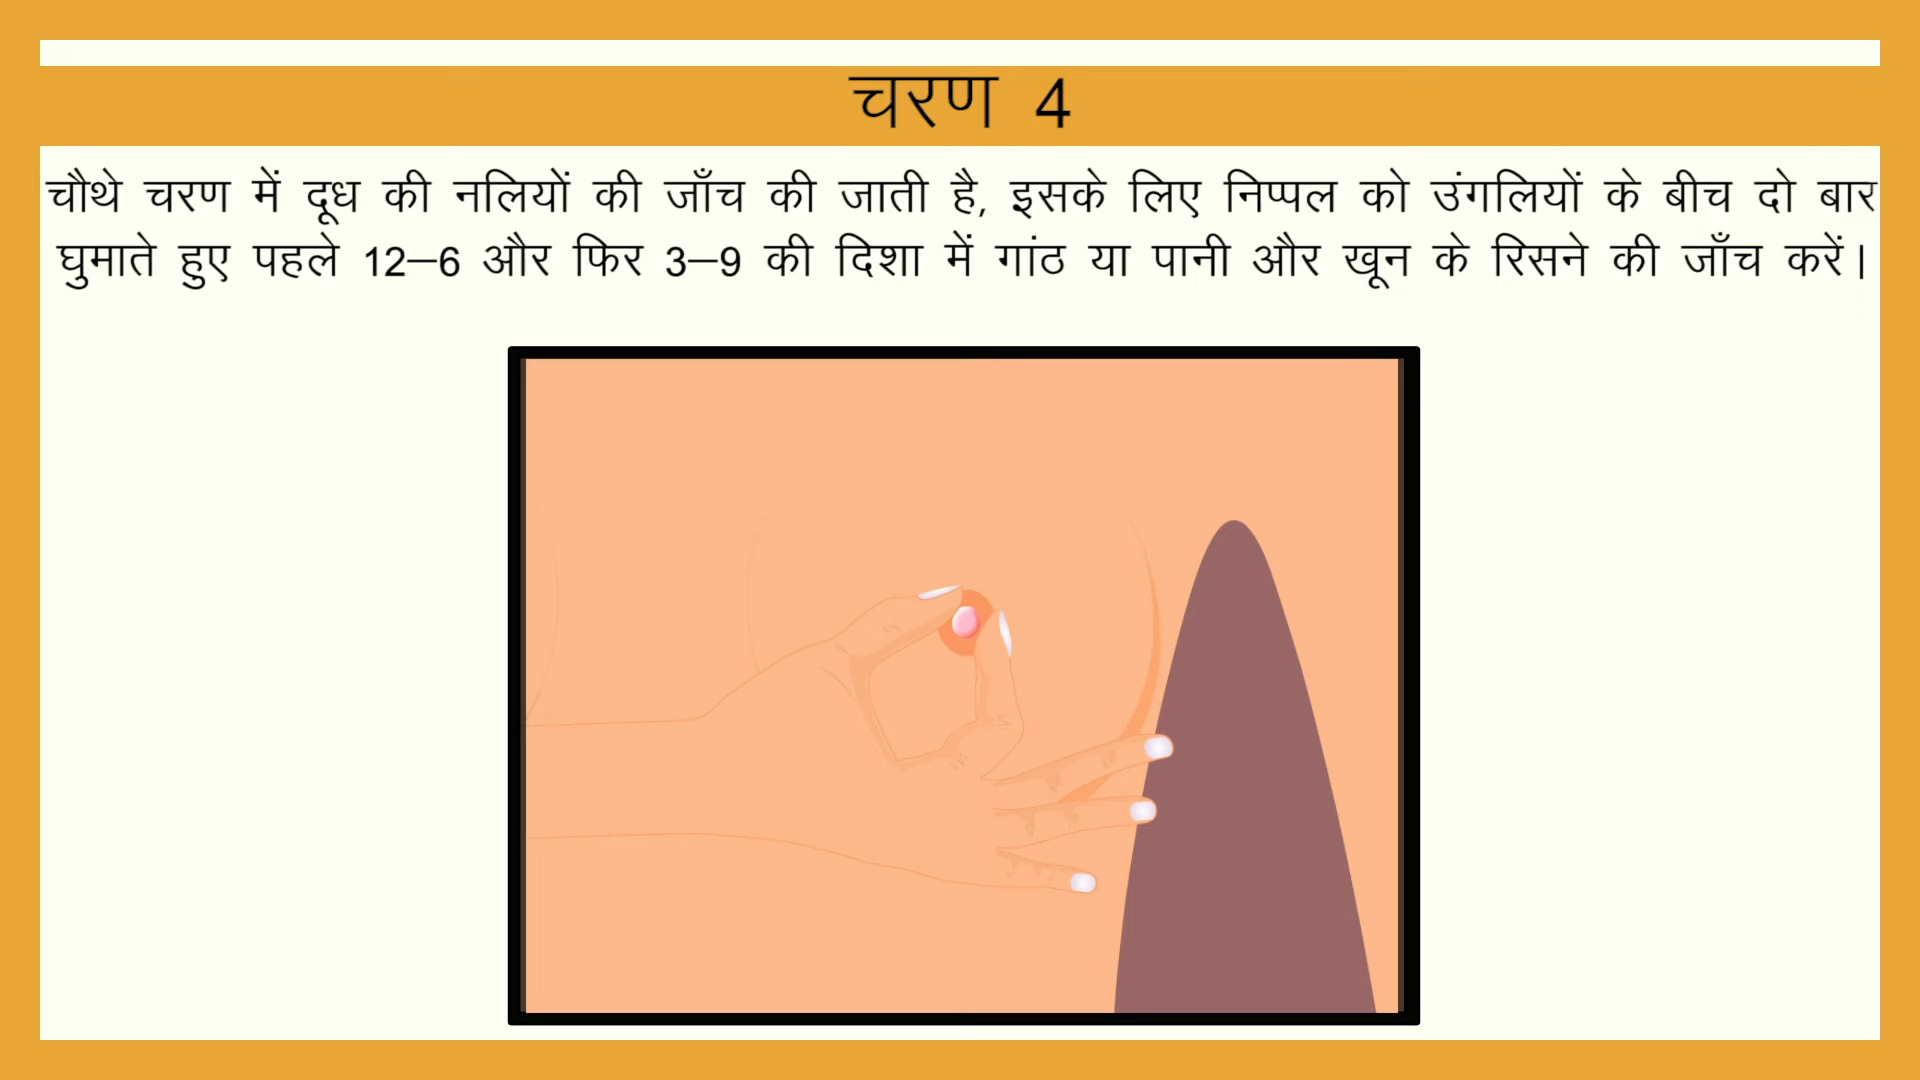 चरण 4
चौथे चरण में दूध की नलियों की जाँच की जाती है, इसके लिए निप्पल को उंगलियों के बीच दो बार
घुमाते हुए पहले 12–6 और फिर 3–9 की दिशा में गांठ या पानी और खून के रिसने की जाँच करें।